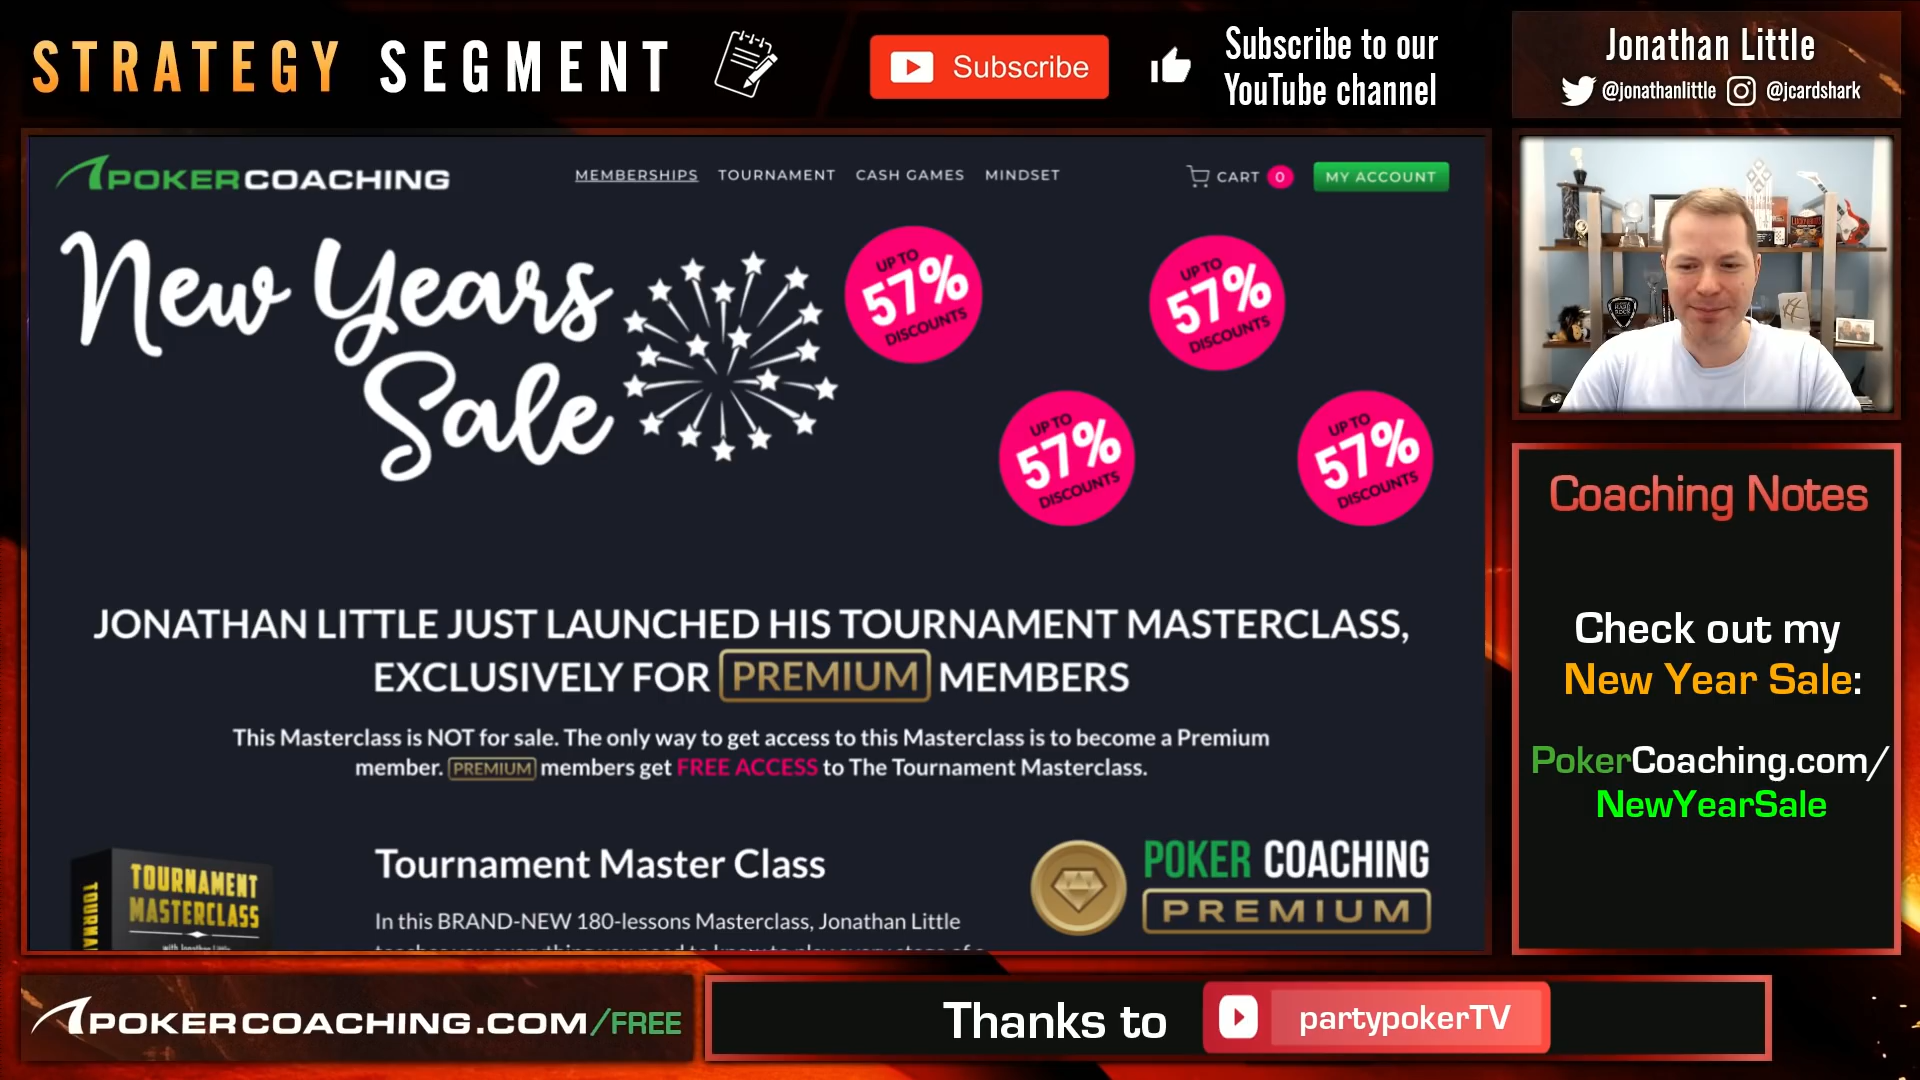 STRATEGY SEGMENT
Subscribe
Subscribe to our
YouTube channel
Jonathan Little
@jonathanlittle @jcardshark
POKERCOACHING
MEMBERSHIPS TOURNAMENT CASH GAMES MINDSET
CART 0
MY ACCOUNT
New Years
Sale
UP TO
57%
DISCOUNTS
UP TO
57%
DISCOUNTS
UP TO
57%
DISCOUNTS
UP TO
57%
DISCOUNTS
JONATHAN LITTLE JUST LAUNCHED HIS TOURNAMENT MASTERCLASS,
EXCLUSIVELY FOR PREMIUM MEMBERS
This Masterclass is NOT for sale. The only way to get access to this Masterclass is to become a Premium
member. PREMIUM members get FREE ACCESS to The Tournament Masterclass.
TOURNAMENT
MASTERCLASS
with Jonathan Little
Tournament Master Class
In this BRAND-NEW 180-lessons Masterclass, Jonathan Little
POKER COACHING
PREMIUM
Coaching Notes
Check out my
New Year Sale:
PokerCoaching.com/
NewYearSale
POKERCOACHING.COM/FREE
Thanks to
partypokerTV